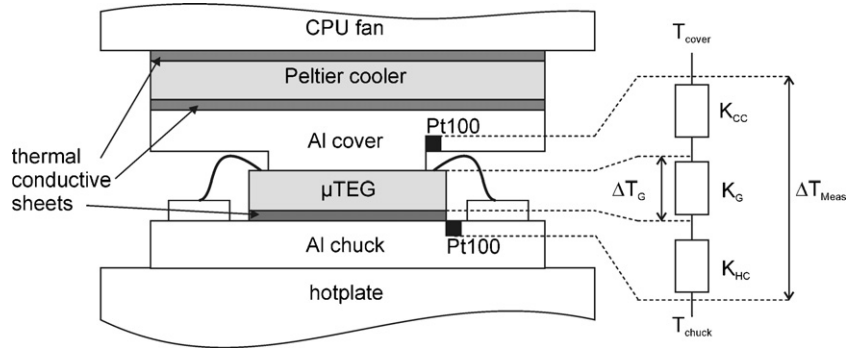 CPU fan
Peltier cooler
Al cover
Pt100
thermal
conductive
sheets
µTEG
Al chuck
Pt100
hotplate
T_cover
K_CC
ΔT_G
K_G
ΔT_Meas
K_HC
T_chuck